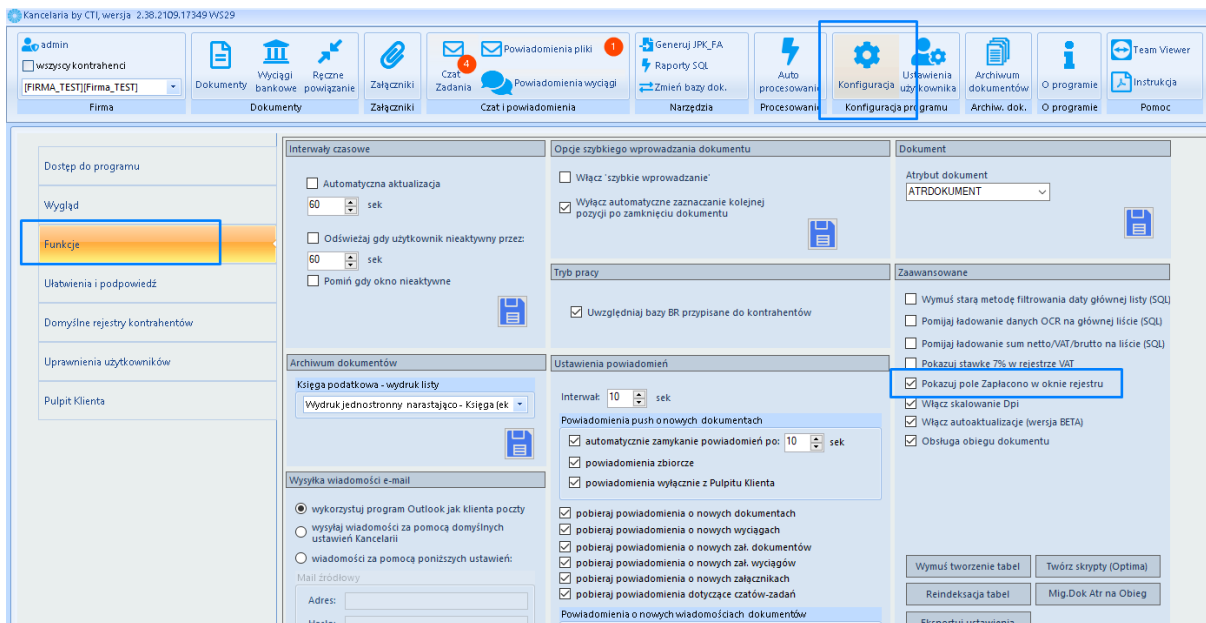 Kancelaria by CTI, wersja 2.38.2109.17349 WS29
admin
wszyscy kontrahenci
[FIRMA_TEST][Firma_TEST]
Firma
Dokumenty
Wyciągi bankowe
Ręczne powiązanie
Dokumenty
Załączniki
Załączniki
4
Czat Zadania
Powiadomienia pliki
1
Powiadomienia wyciągi
Czat i powiadomienia
Generuj JPK_FA
Raporty SQL
Zmień bazy dok.
Narzędzia
Auto procesowanie
Procesowanie
Konfiguracja
Ustawienia użytkownika
Konfiguracja programu
Archiwum dokumentów
Archiw. dok.
O programie
O programie
Team Viewer
Instrukcja
Pomoc
Dostęp do programu
Wygląd
Funkcje
Ułatwienia i podpowiedź
Domyślne rejestry kontrahentów
Uprawnienia użytkowników
Pulpit Klienta
Interwały czasowe
Automatyczna aktualizacja
60 sek
Odświeżaj gdy użytkownik nieaktywny przez:
60 sek
Pomiń gdy okno nieaktywne
Archiwum dokumentów
Księga podatkowa - wydruk listy
Wydruk jednostronny narastająco - Księga (ek
Wysyłka wiadomości e-mail
wykorzystuj program Outlook jak klienta poczty
wysyłaj wiadomości za pomocą domyślnych
ustawień Kancelarii
wiadomości za pomocą poniższych ustawień:
Mail źródłowy
Adres:
Opcje szybkiego wprowadzania dokumentu
Włącz 'szybkie wprowadzanie'
Wyłącz automatyczne zaznaczanie kolejnej
pozycji po zamknięciu dokumentu
Tryb pracy
Uwzględniaj bazy BR przypisane do kontrahentów
Ustawienia powiadomień
Interwał: 10 sek
Powiadomienia push o nowych dokumentach
automatycznie zamykanie powiadomień po: 10 sek
powiadomienia zbiorcze
powiadomienia wyłącznie z Pulpitu Klienta
pobieraj powiadomienia o nowych dokumentach
pobieraj powiadomienia o nowych wyciągach
pobieraj powiadomienia o nowych zał. dokumentów
pobieraj powiadomienia o nowych zał. wyciągów
pobieraj powiadomienia o nowych załącznikach
pobieraj powiadomienia dotyczące czatów-zadań
Powiadomienia o nowych wiadomościach dokumentów
Dokument
Atrybut dokument
ATRDOKUMENT
Zaawansowane
Wymuś starą metodę filtrowania daty głównej listy (SQL)
Pomijaj ładowanie danych OCR na głównej liście (SQL)
Pomijaj ładowanie sum netto/VAT/brutto na liście (SQL)
Pokazuj stawke 7% w rejestrze VAT
Pokazuj pole Zapłacono w oknie rejestru
Włącz skalowanie Dpi
Włącz autoaktualizacje (wersja BETA)
Obsługa obiegu dokumentu
Wymuś tworzenie tabel
Twórz skrypty (Optima)
Reindeksacja tabel
Mig.Dok Atr na Obieg
Eksportuj ustawienia